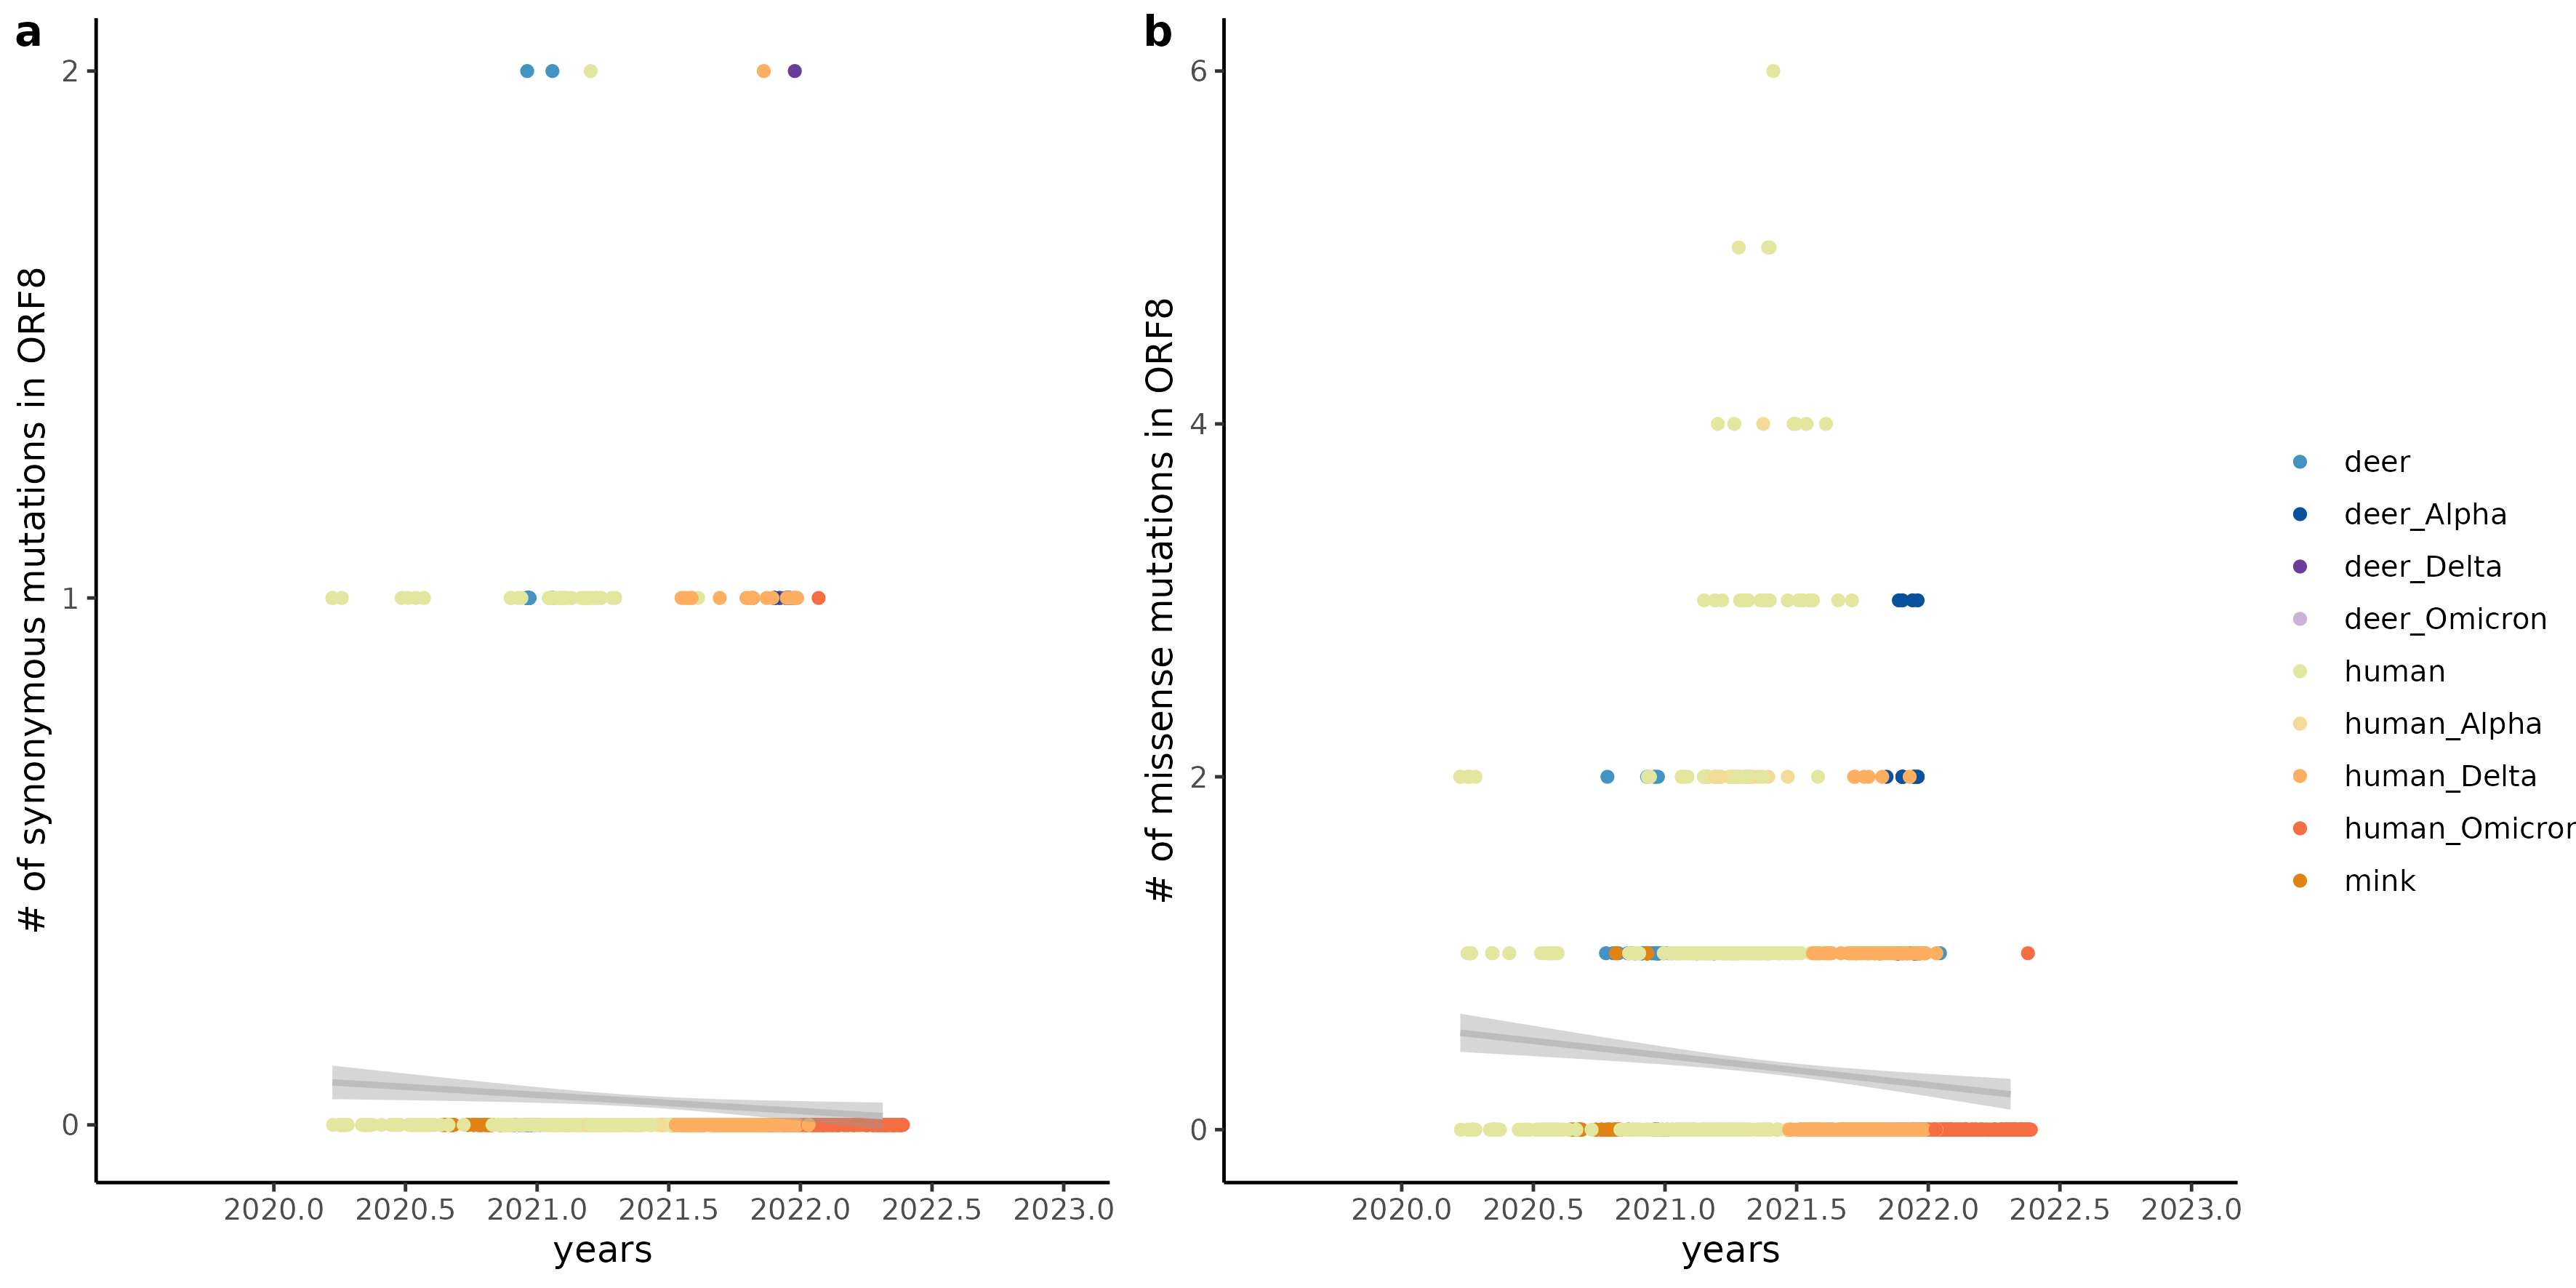 a
# of synonymous mutations in ORF8
2
1
0
2020.0 2020.5 2021.0 2021.5 2022.0 2022.5 2023.0
years
b
# of missense mutations in ORF8
6
4
2
0
2020.0 2020.5 2021.0 2021.5 2022.0 2022.5 2023.0
years
deer
deer_Alpha
deer_Delta
deer_Omicron
human
human_Alpha
human_Delta
human_Omicron
mink